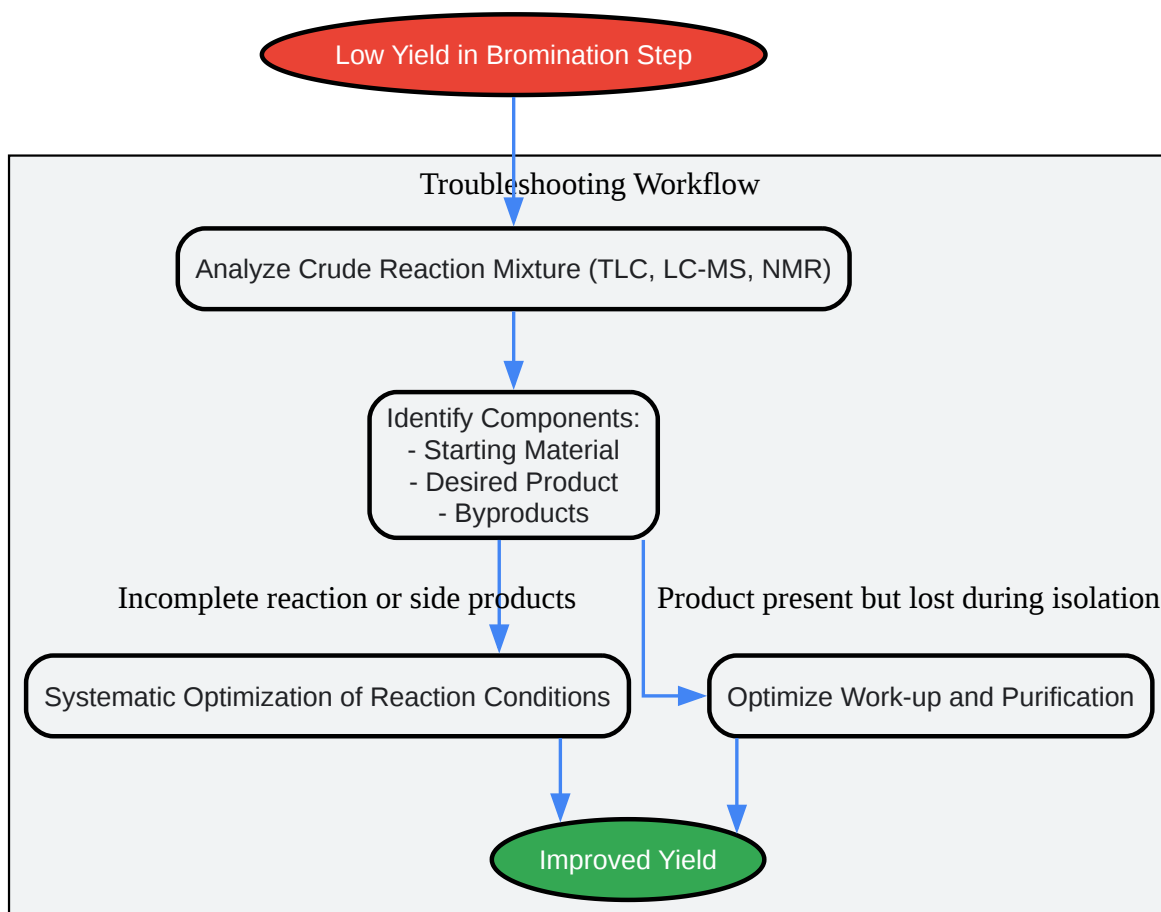 Low Yield in Bromination Step
Troubleshooting Workflow
Analyze Crude Reaction Mixture (TLC, LC-MS, NMR)
Identify Components:
- Starting Material
- Desired Product
- Byproducts
Incomplete reaction or side products
Product present but lost during isolation
Systematic Optimization of Reaction Conditions
Optimize Work-up and Purification
Improved Yield